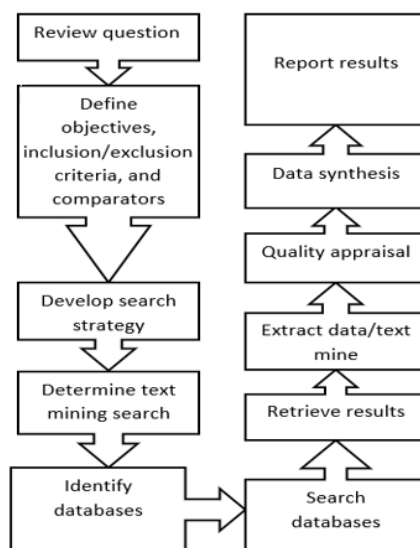 Review question
Define
objectives,
inclusion/exclusion
criteria, and
comparators
Develop search
strategy
Determine text
mining search
Identify
databases
Search
databases
Retrieve results
Extract data/text
mine
Quality appraisal
Data synthesis
Report results